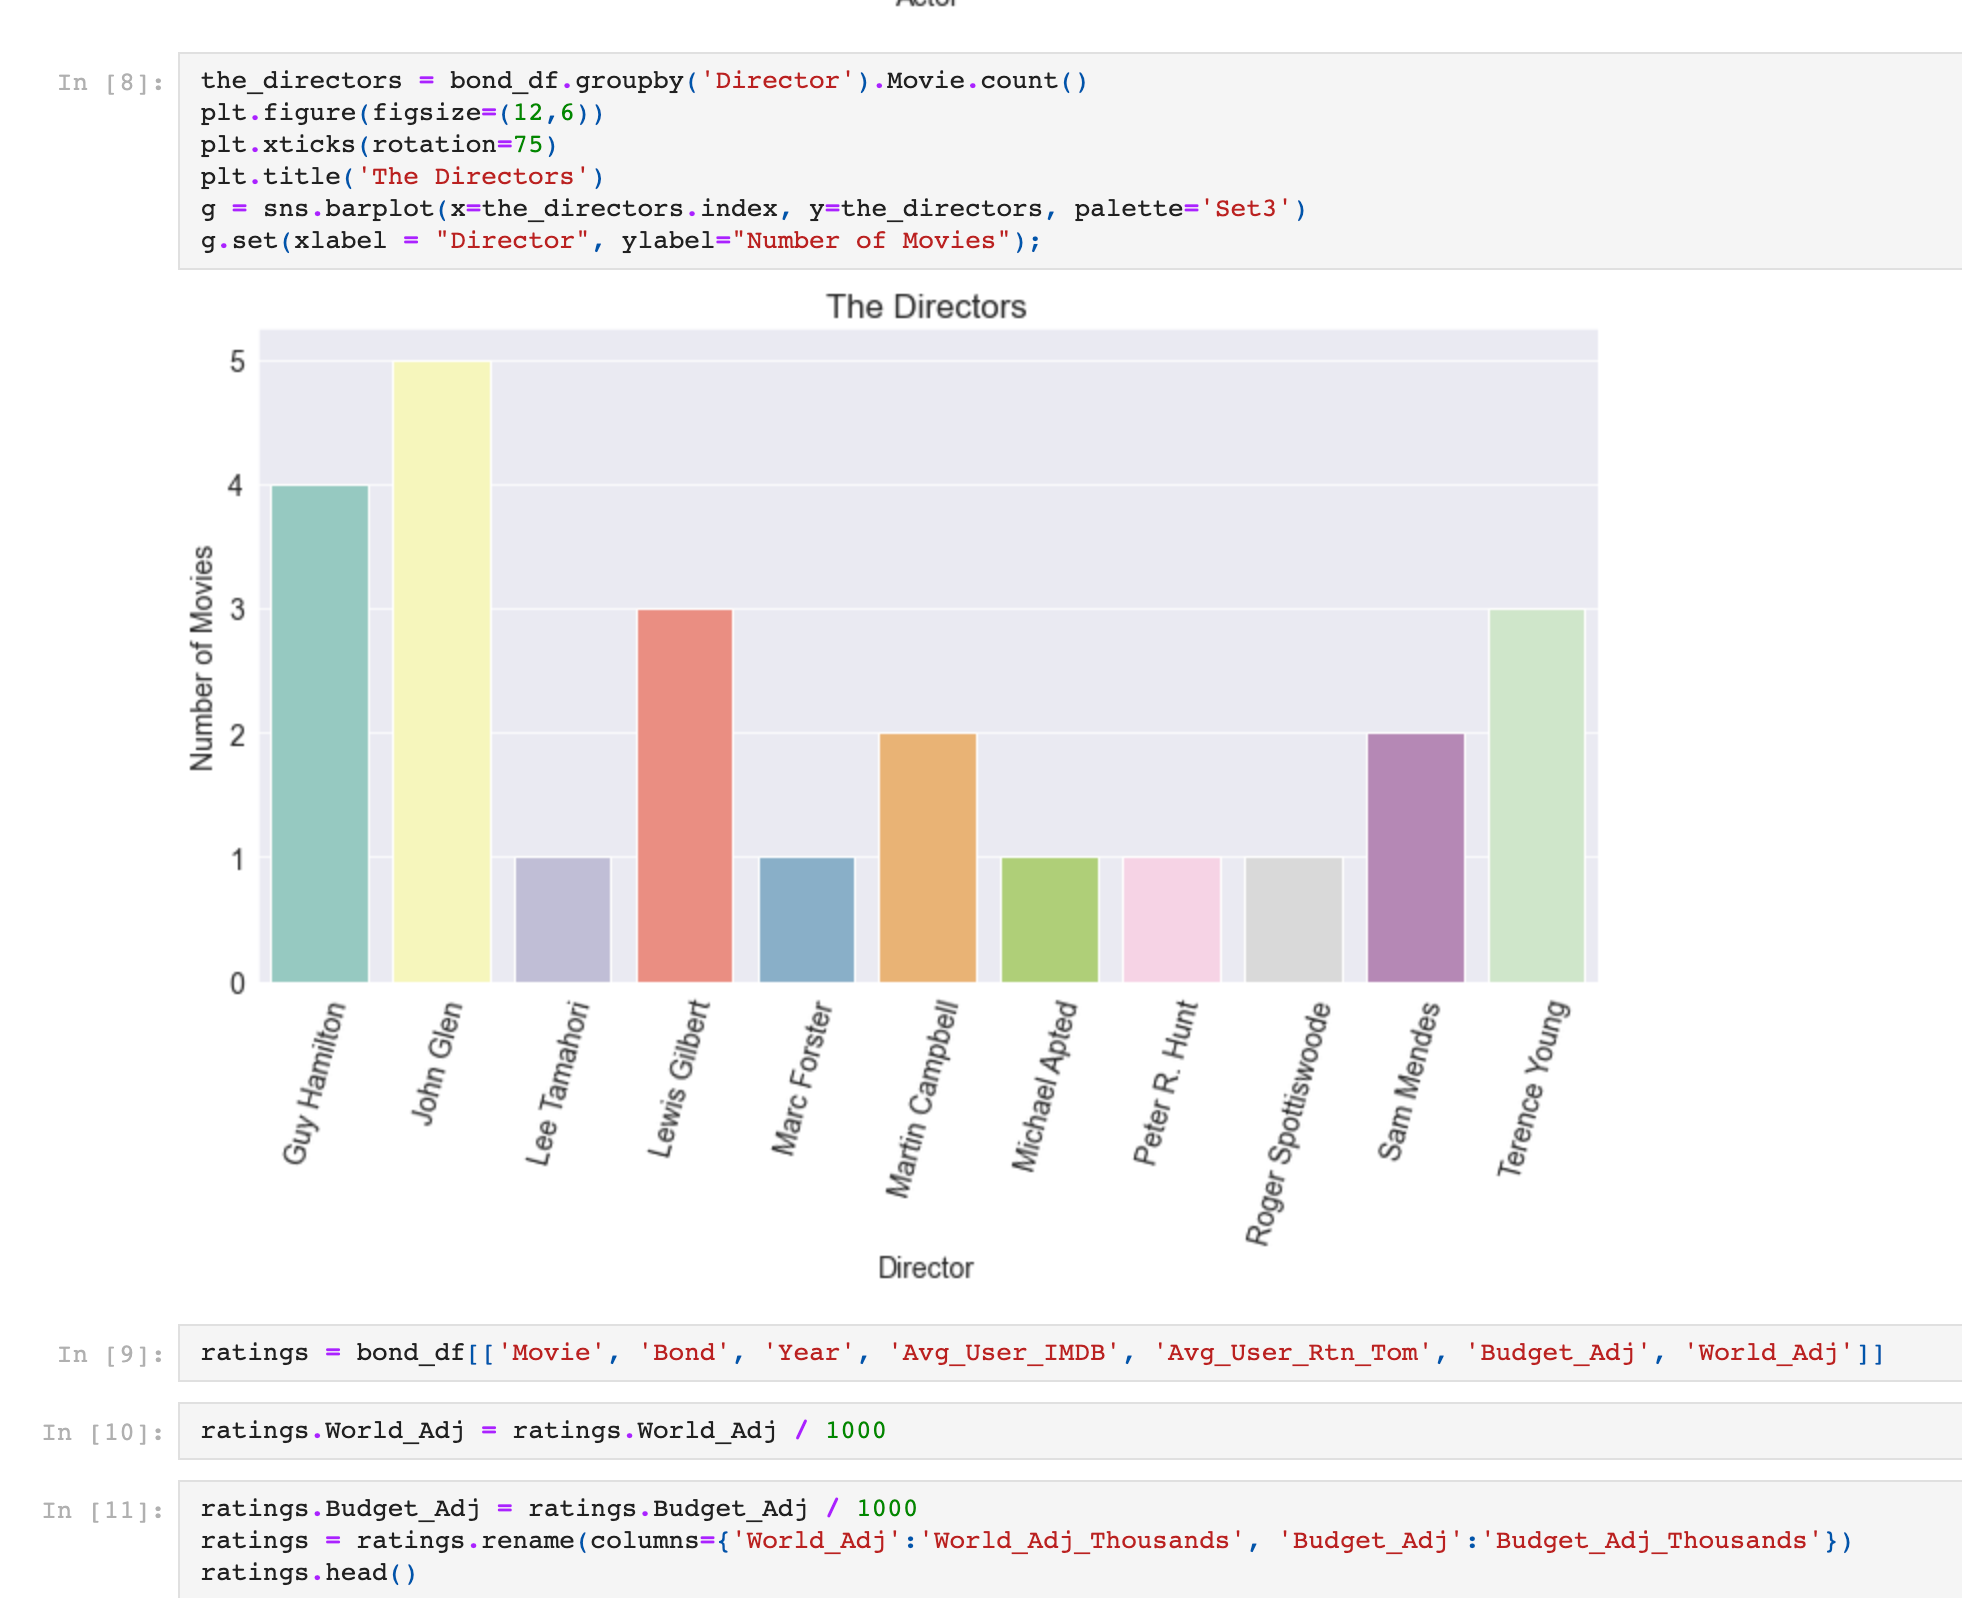 Actor
In [8]:
the_directors = bond_df.groupby('Director').Movie.count()
plt.figure(figsize=(12,6))
plt.xticks(rotation=75)
plt.title('The Directors')
g = sns.barplot(x=the_directors.index, y=the_directors, palette='Set3')
g.set(xlabel = "Director", ylabel="Number of Movies");
The Directors
Number of Movies
5
4
3
2
1
0
Guy Hamilton
John Glen
Lee Tamahori
Lewis Gilbert
Marc Forster
Martin Campbell
Michael Apted
Peter R. Hunt
Roger Spottiswoode
Sam Mendes
Terence Young
Director
In [9]:
ratings = bond_df[['Movie', 'Bond', 'Year', 'Avg_User_IMDB', 'Avg_User_Rtn_Tom', 'Budget_Adj', 'World_Adj']]
In [10]:
ratings.World_Adj = ratings.World_Adj / 1000
In [11]:
ratings.Budget_Adj = ratings.Budget_Adj / 1000
ratings = ratings.rename(columns={'World_Adj':'World_Adj_Thousands', 'Budget_Adj':'Budget_Adj_Thousands'})
ratings.head()